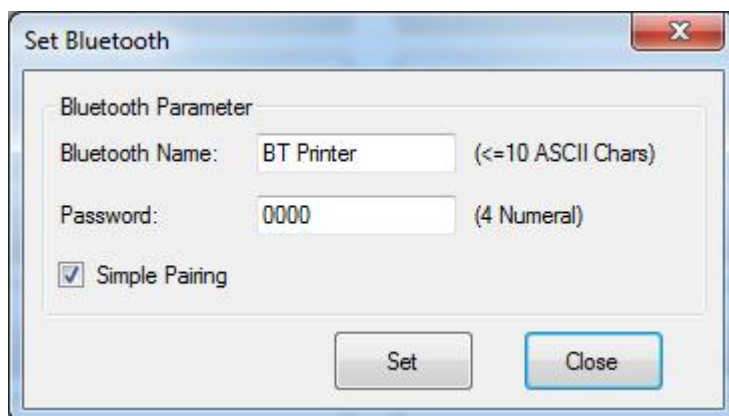 Set Bluetooth
Bluetooth Parameter
Bluetooth Name: BT Printer (<=10 ASCII Chars)
Password: 0000 (4 Numeral)
Simple Pairing
Set Close